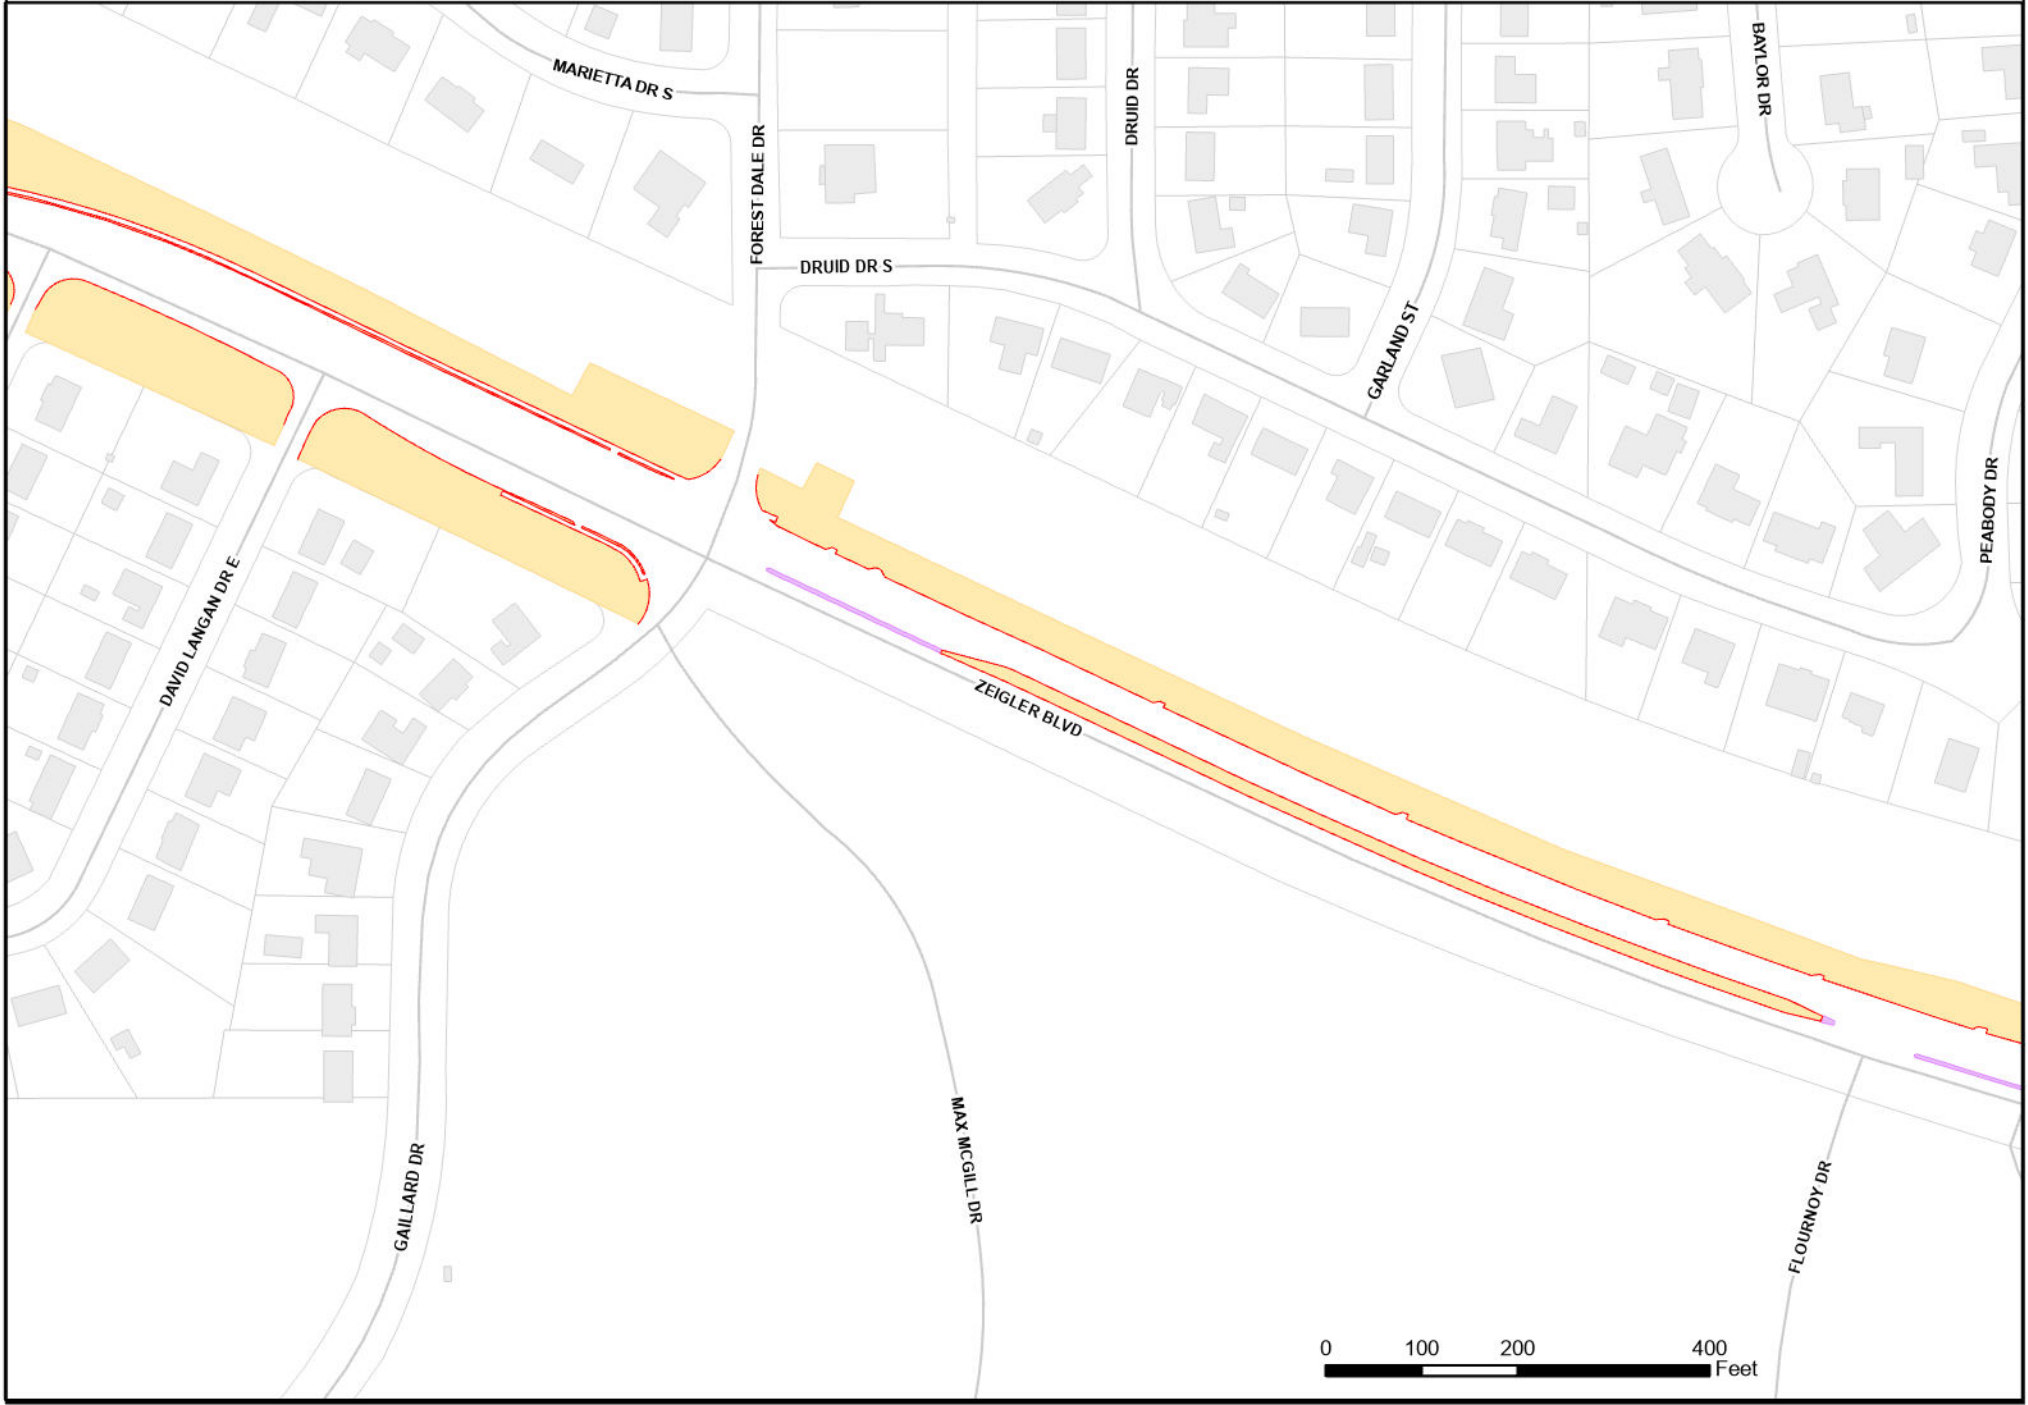 BAYLOR DR
MARIETTA DR S
DRUID DR
FOREST DALE DR
DRUID DR S
GARLAND ST
PEABODY DR
DAVID LANGAN DR E
ZEIGLER BLVD
MAX MCGILL DR
GAILLARD DR
FLOURNOY DR
0 100 200 400
Feet